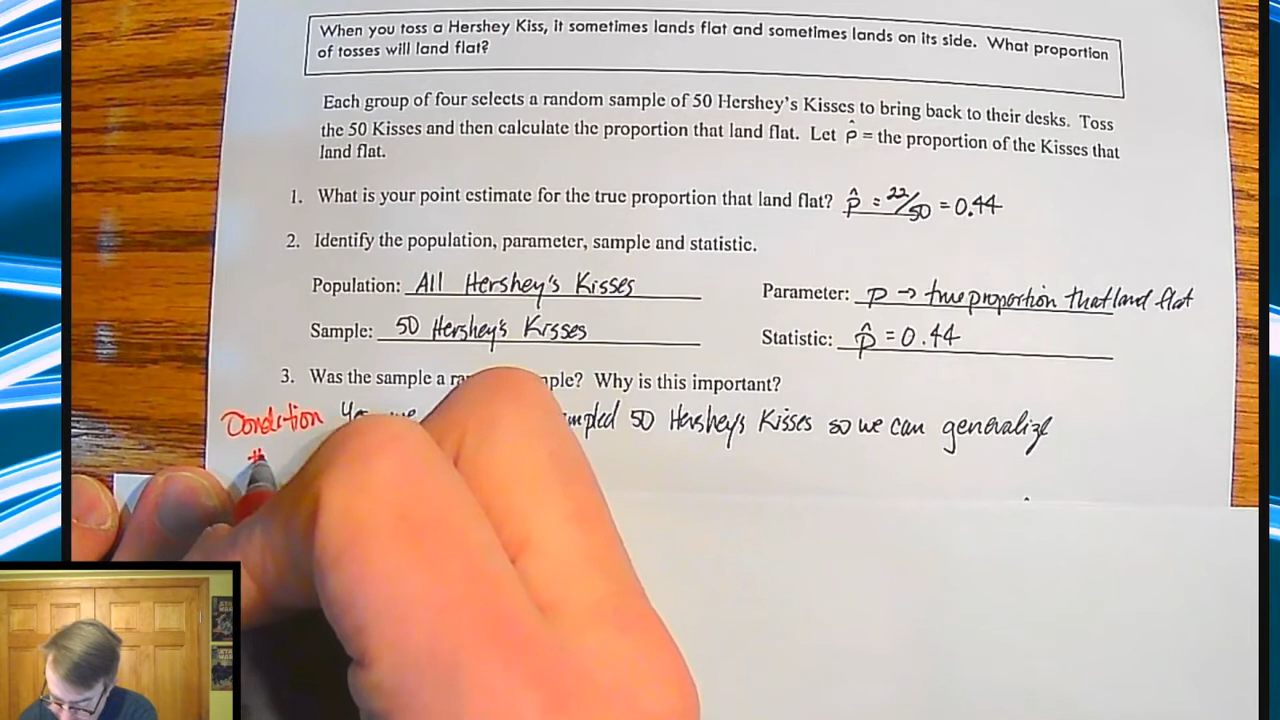 When you toss a Hershey Kiss, it sometimes lands flat and sometimes lands on its side. What proportion
of tosses will land flat?
Each group of four selects a random sample of 50 Hershey's Kisses to bring back to their desks. Toss
the 50 Kisses and then calculate the proportion that land flat. Let p̂ = the proportion of the Kisses that
land flat.
1. What is your point estimate for the true proportion that land flat? p̂ = 22/50 = 0.44
2. Identify the population, parameter, sample and statistic.
Population: All Hershey's Kisses Parameter: p → true proportion that land flat
Sample: 50 Hershey's Kisses Statistic: p̂ = 0.44
3. Was the sample a ple? Why is this important?
Condition we mpled 50 Hershey's Kisses so we can generalize
#